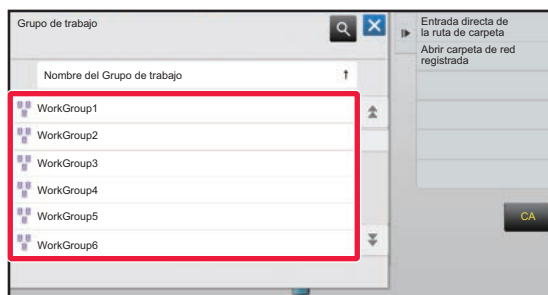 Grupo de trabajo
Nombre del Grupo de trabajo
WorkGroup1
WorkGroup2
WorkGroup3
WorkGroup4
WorkGroup5
WorkGroup6
Entrada directa de
la ruta de carpeta
Abrir carpeta de red
registrada
CA